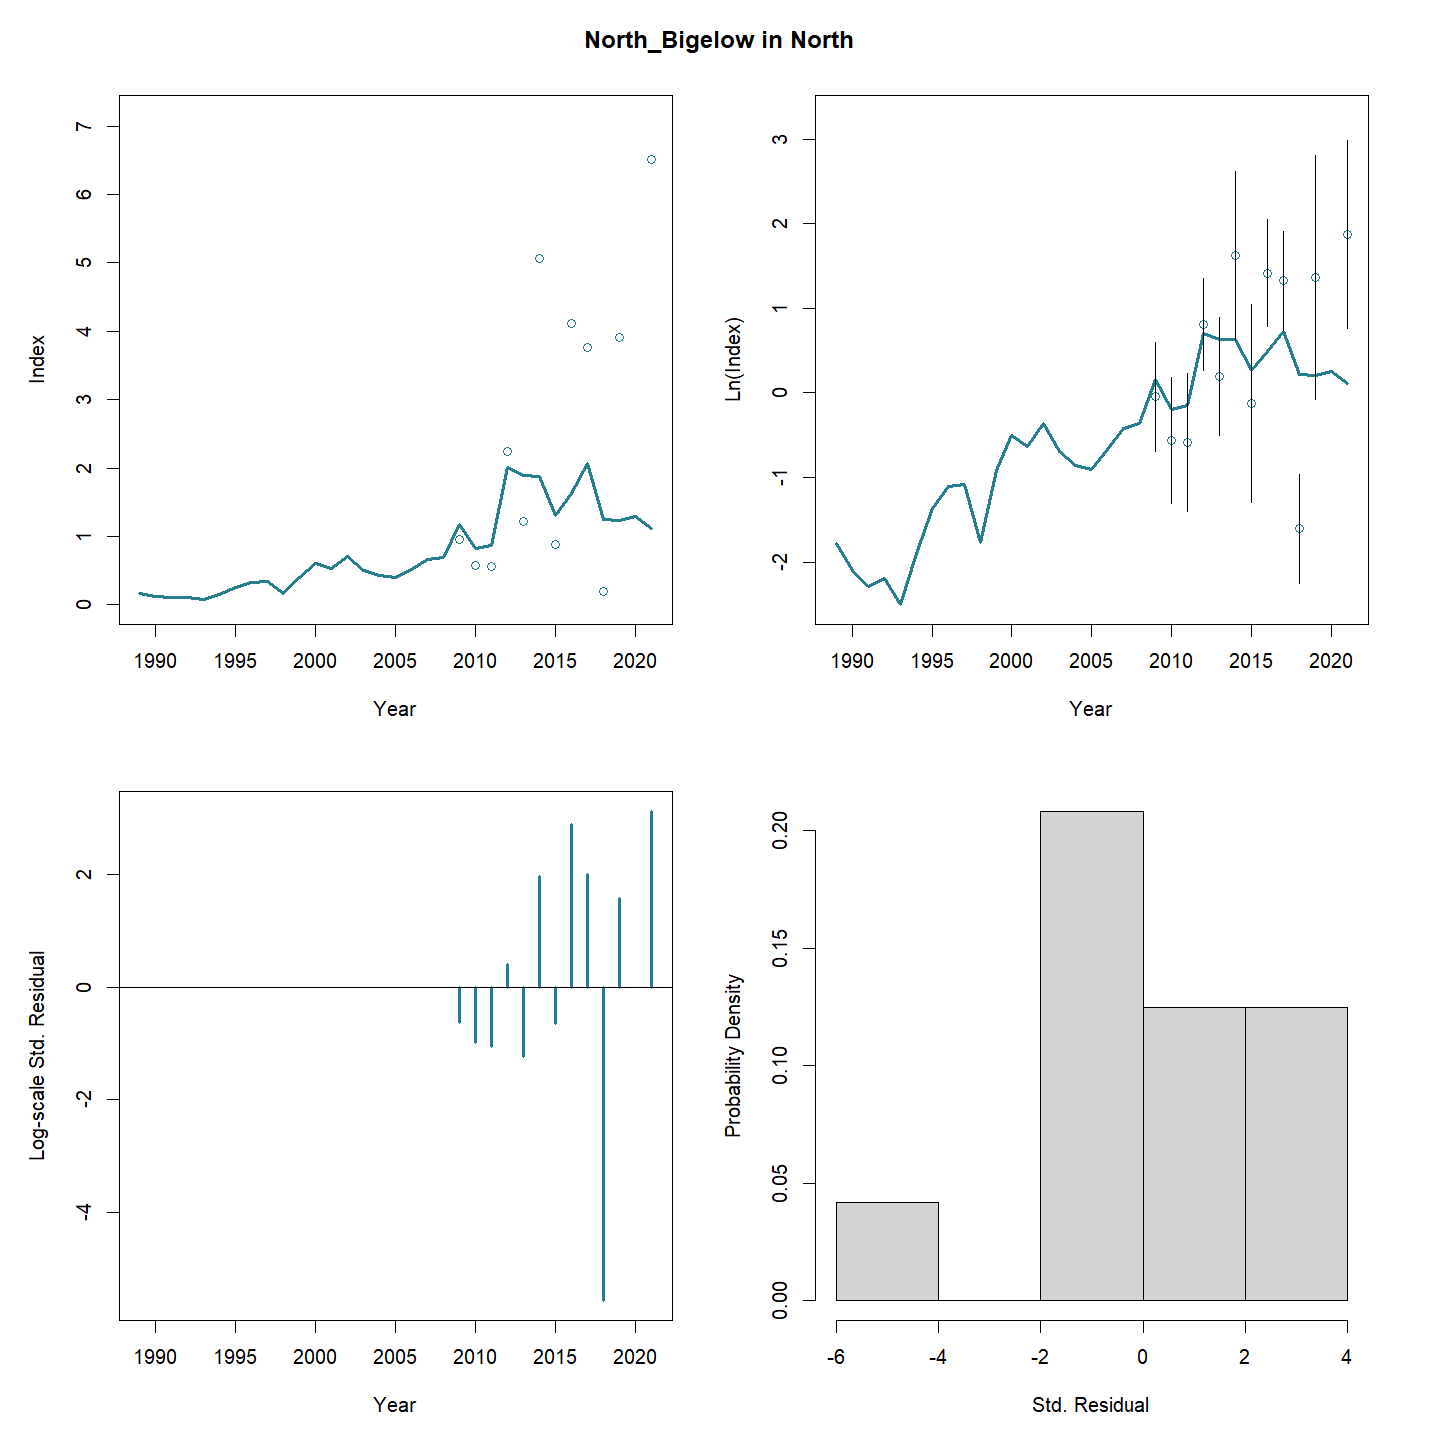 North_Bigelow in North
Index
0 1 2 3 4 5 6 7
1990 1995 2000 2005 2010 2015 2020
Year
Ln(Index)
-2 -1 0 1 2 3
1990 1995 2000 2005 2010 2015 2020
Year
Log-scale Std. Residual
-4 -2 0 2
1990 1995 2000 2005 2010 2015 2020
Year
Probability Density
0.00 0.05 0.10 0.15 0.20
-6 -4 -2 0 2 4
Std. Residual